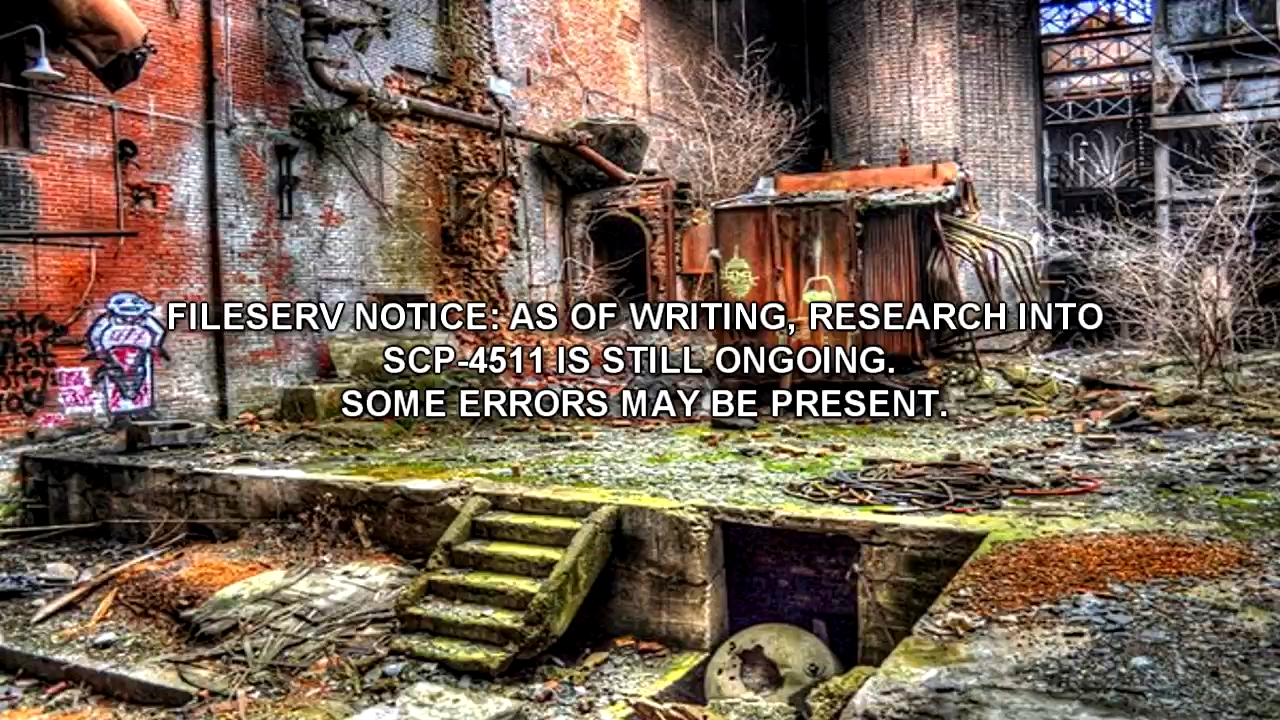 FILESERV NOTICE: AS OF WRITING, RESEARCH INTO
SCP-4511 IS STILL ONGOING.
SOME ERRORS MAY BE PRESENT.